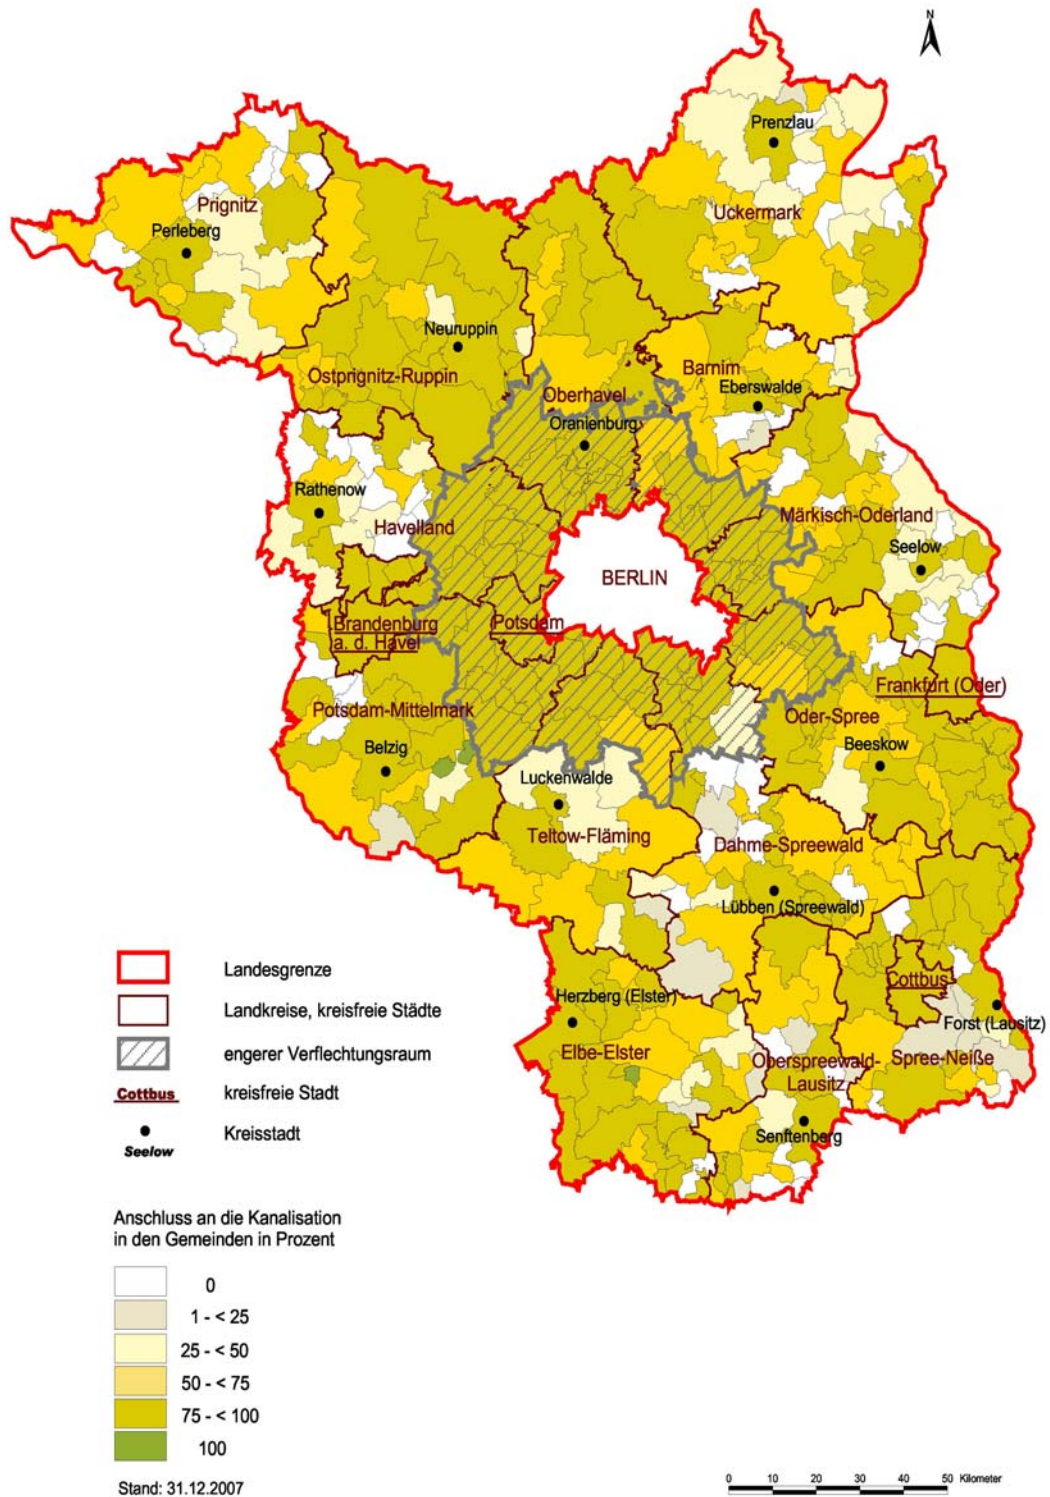 N
Prenzlau
Prignitz
Uckermark
Perleberg
Neuruppin
Ostprignitz-Ruppin
Barnim
Eberswalde
Oberhavel
Oranienburg
Rathenow
Havelland
Märkisch-Oderland
Seelow
BERLIN
Brandenburg
a. d. Havel
Potsdam
Frankfurt (Oder)
Potsdam-Mittelmark
Oder-Spree
Belzig
Beeskow
Luckenwalde
Teltow-Fläming
Dahme-Spreewald
Lübben (Spreewald)
Cottbus
Herzberg (Elster)
Forst (Lausitz)
Elbe-Elster
Oberspreewald-
Lausitz
Spree-Neiße
Senftenberg
Landesgrenze
Landkreise, kreisfreie Städte
engerer Verflechtungsraum
Cottbus kreisfreie Stadt
Kreisstadt
Seelow
Anschluss an die Kanalisation
in den Gemeinden in Prozent
0
1 - < 25
25 - < 50
50 - < 75
75 - < 100
100
Stand: 31.12.2007
0 10 20 30 40 50 Kilometer